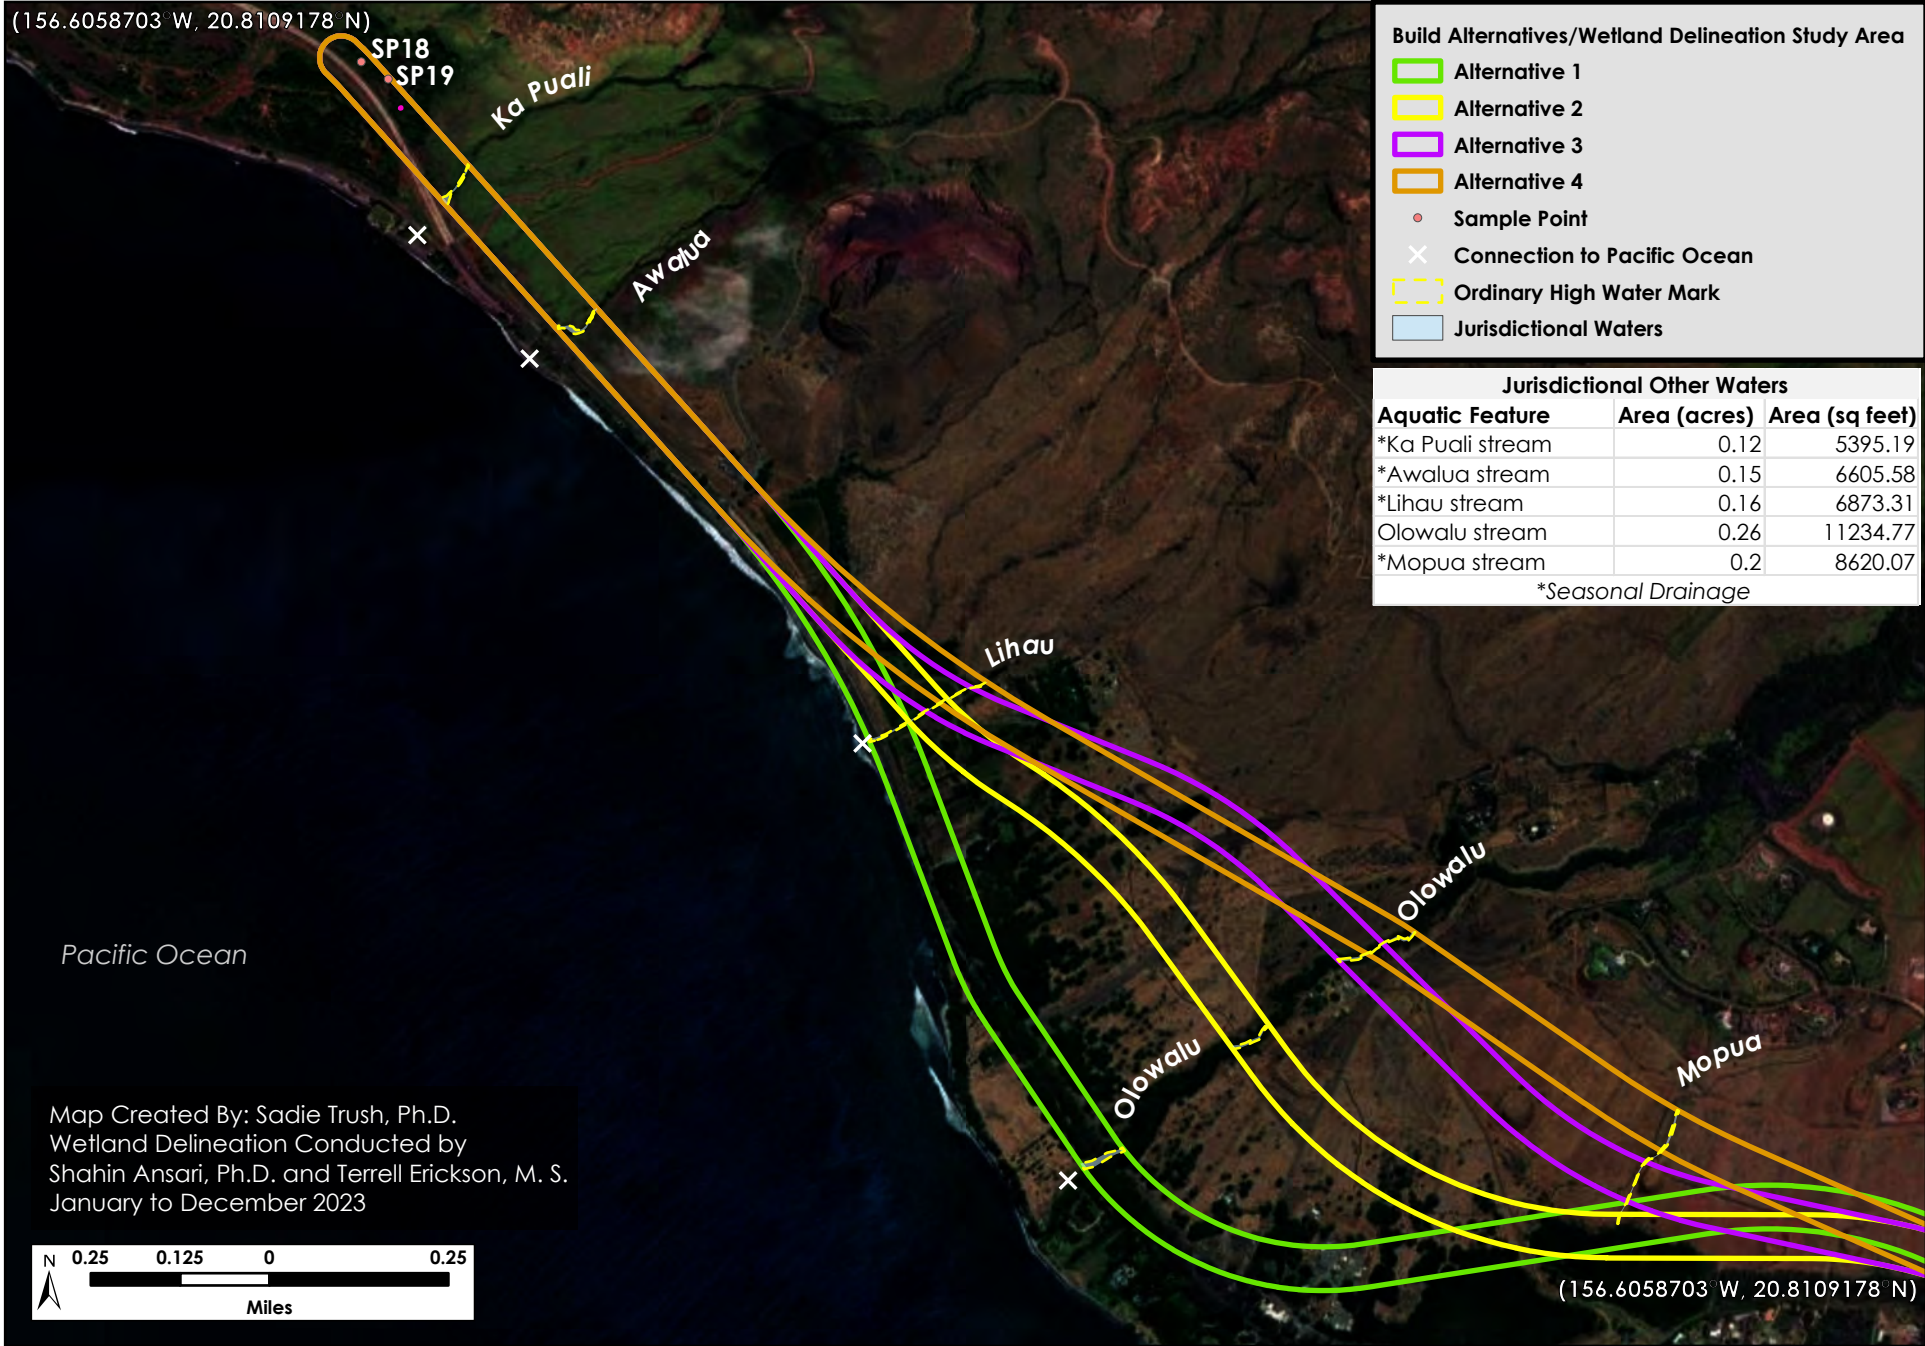 (156.6058703°W, 20.8109178°N)
SP18
SP19
Ka Puali
Awalua
Lihau
Olowalu
Olowalu
Mopua
Pacific Ocean
Build Alternatives/Wetland Delineation Study Area
Alternative 1
Alternative 2
Alternative 3
Alternative 4
Sample Point
Connection to Pacific Ocean
Ordinary High Water Mark
Jurisdictional Waters
Jurisdictional Other Waters
Aquatic Feature Area (acres) Area (sq feet)
*Ka Puali stream 0.12 5395.19
*Awalua stream 0.15 6605.58
*Lihau stream 0.16 6873.31
Olowalu stream 0.26 11234.77
*Mopua stream 0.2 8620.07
*Seasonal Drainage
Map Created By: Sadie Trush, Ph.D.
Wetland Delineation Conducted by
Shahin Ansari, Ph.D. and Terrell Erickson, M. S.
January to December 2023
N 0.25 0.125 0 0.25
Miles
(156.6058703°W, 20.8109178°N)